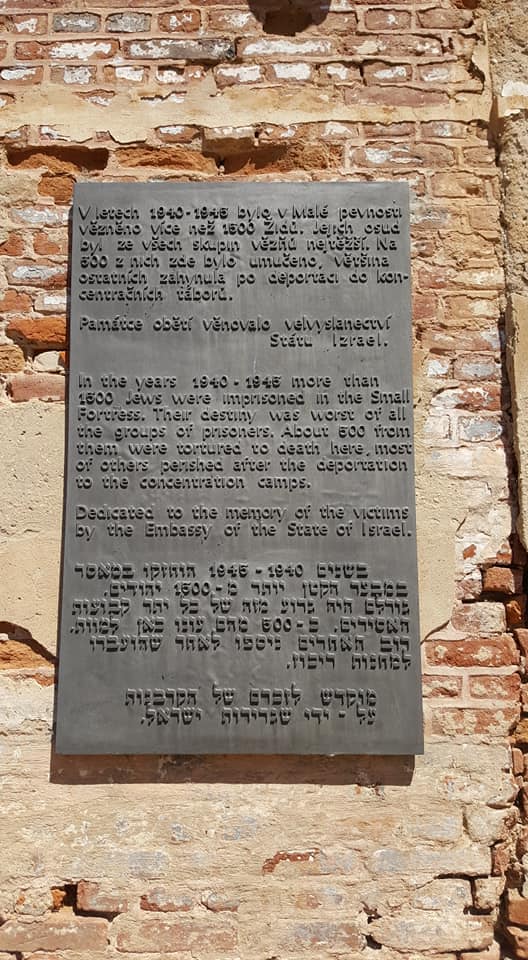 V letech 1940-1945 bylo v Malé pevnosti
vězněno více než 1500 Židů. Jejich osud
byl ze všech skupin vězňů nejtěžší. Na
500 z nich zde bylo umučeno, většina
ostatních zahynula po deportaci do kon-
centračních táborů.
Památce obětí věnovalo velvyslanectví
Státu Izrael.
In the years 1940-1945 more than
1500 Jews were imprisoned in the Small
Fortress. Their destiny was worst of all
the groups of prisoners. About 500 from
them were tortured to death here, most
of others perished after the deportation
to the concentration camps.
Dedicated to the memory of the victims
by the Embassy of the State of Israel.
בשנים 1940 - 1945 הוחזקו במאסר
במבצר הקטן יותר מ-1500 יהודים.
גורלם היה גרוע מזה של כל יתר קבוצות
האסירים. כ-500 מהם עונו כאן למוות.
רוב האחרים ניספו לאחר שהועברו
למחנות ריכוז.
מוקדש לזכרם של הקרבנות
על - ידי שגרירות ישראל.